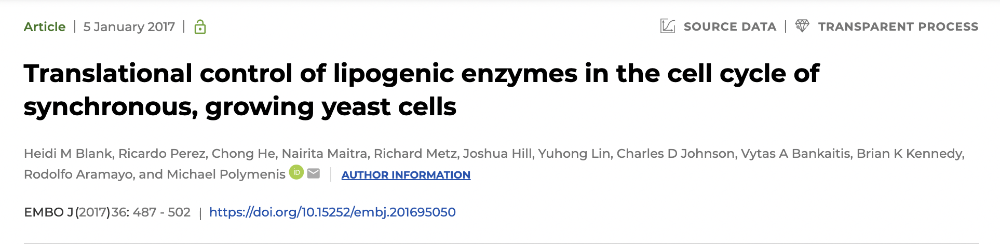 Article | 5 January 2017 |
SOURCE DATA | TRANSPARENT PROCESS
Translational control of lipogenic enzymes in the cell cycle of
synchronous, growing yeast cells
Heidi M Blank, Ricardo Perez, Chong He, Nairita Maitra, Richard Metz, Joshua Hill, Yuhong Lin, Charles D Johnson, Vytas A Bankaitis, Brian K Kennedy,
Rodolfo Aramayo, and Michael Polymenis iD | AUTHOR INFORMATION
EMBO J (2017) 36: 487 - 502 | https://doi.org/10.15252/embj.201695050